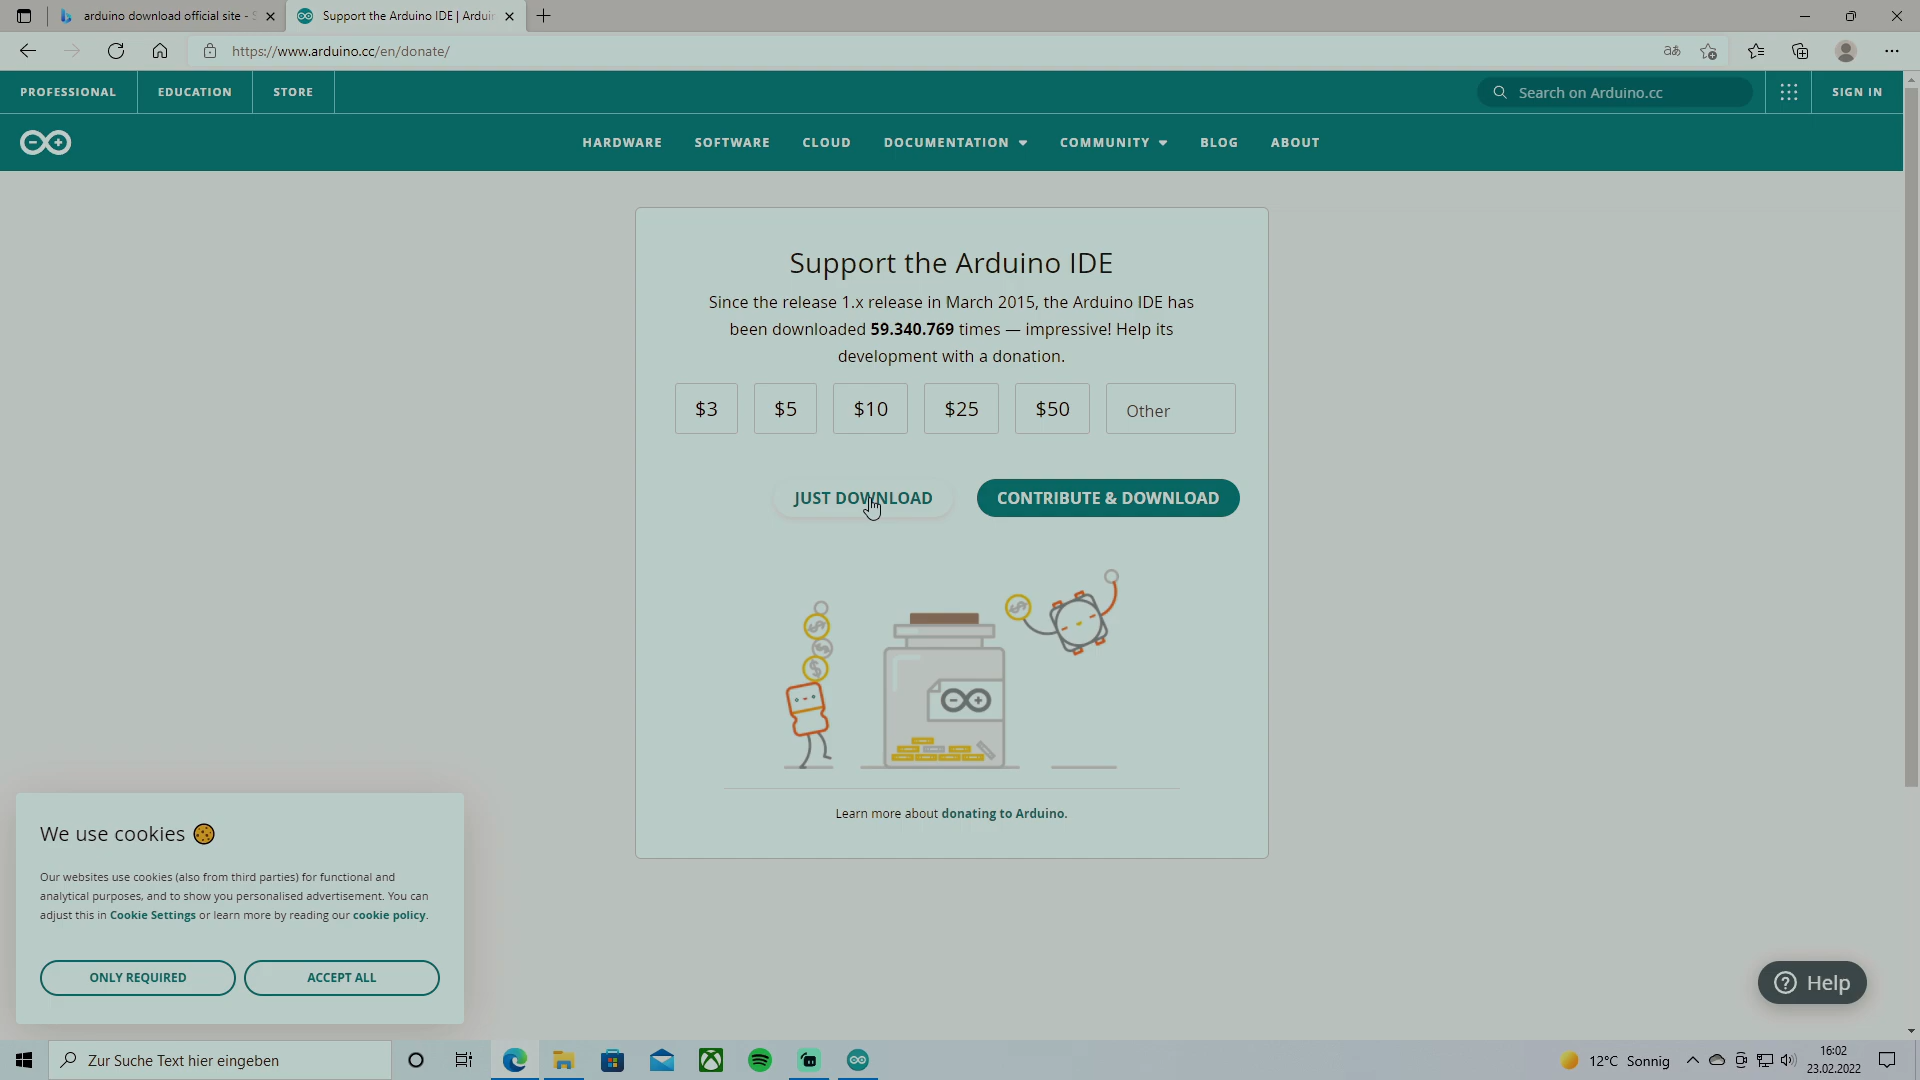 arduino download official site - S
Support the Arduino IDE | Ardui
https://www.arduino.cc/en/donate/
PROFESSIONAL
EDUCATION
STORE
Search on Arduino.cc
SIGN IN
HARDWARE
SOFTWARE
CLOUD
DOCUMENTATION
COMMUNITY
BLOG
ABOUT
Support the Arduino IDE
Since the release 1.x release in March 2015, the Arduino IDE has
been downloaded 59.340.769 times — impressive! Help its
development with a donation.
$3
$5
$10
$25
$50
Other
JUST DOWNLOAD
CONTRIBUTE & DOWNLOAD
Learn more about donating to Arduino.
We use cookies
Our websites use cookies (also from third parties) for functional and
analytical purposes, and to show you personalised advertisement. You can
adjust this in Cookie Settings or learn more by reading our cookie policy.
ONLY REQUIRED
ACCEPT ALL
Help
Zur Suche Text hier eingeben
12°C Sonnig
16:02
23.02.2022